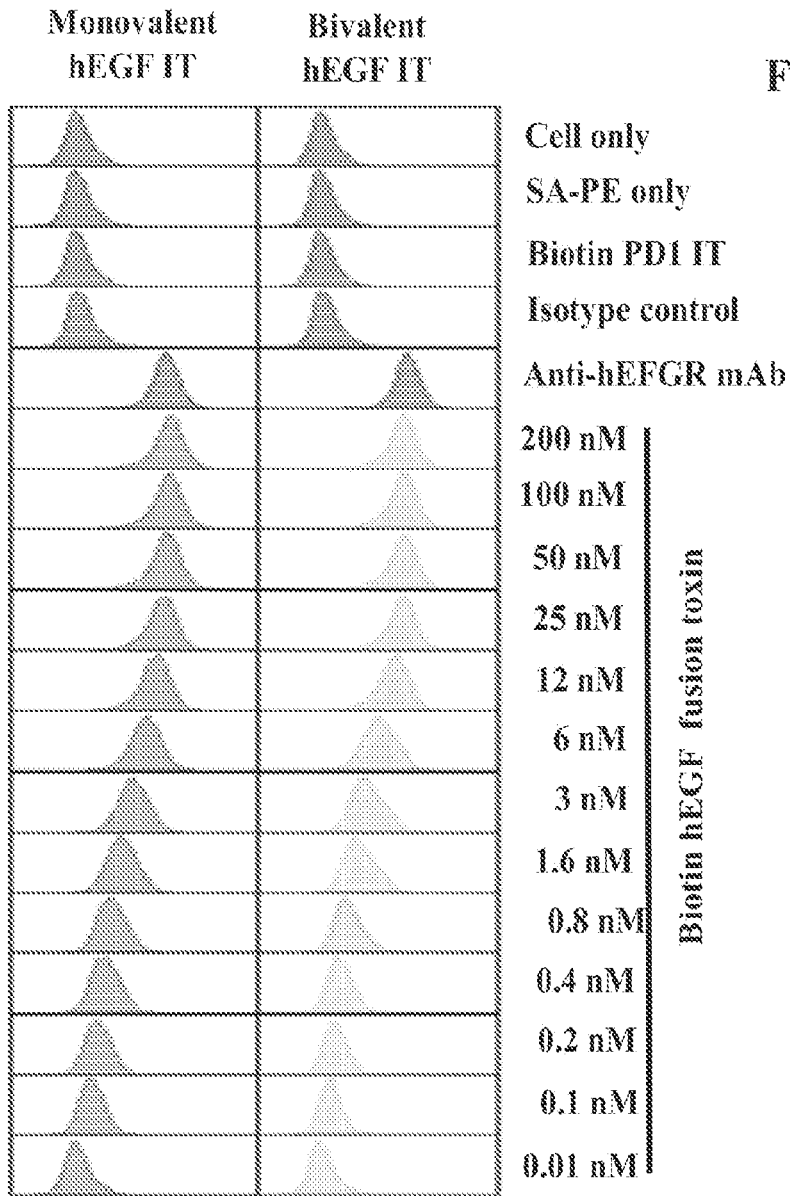 Monovalent
hEGF IT
Bivalent
hEGF IT
F
Cell only
SA-PE only
Biotin PD1 IT
Isotype control
Anti-hEFGR mAb
200 nM
100 nM
50 nM
25 nM
12 nM
6 nM
3 nM
1.6 nM
0.8 nM
0.4 nM
0.2 nM
0.1 nM
0.01 nM
Biotin hEGF fusion toxin